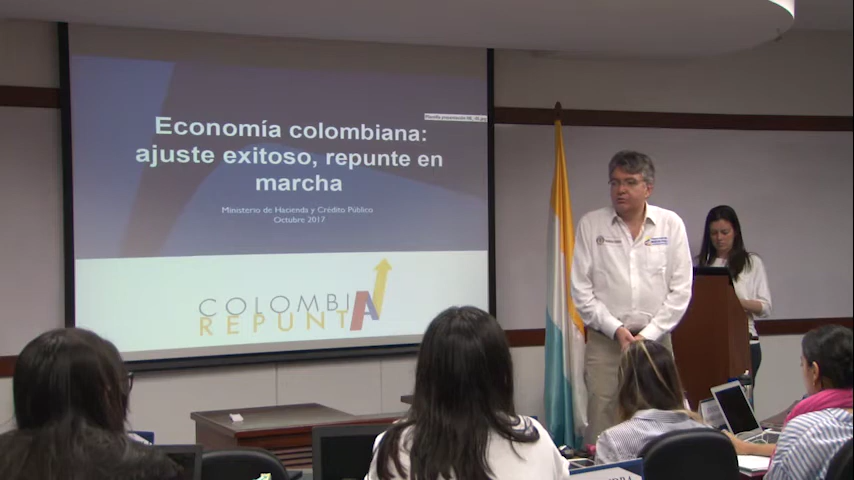 Economía colombiana:
ajuste exitoso, repunte en
marcha
Ministerio de Hacienda y Crédito Público
Octubre 2017
COLOMBIA
REPUNTA